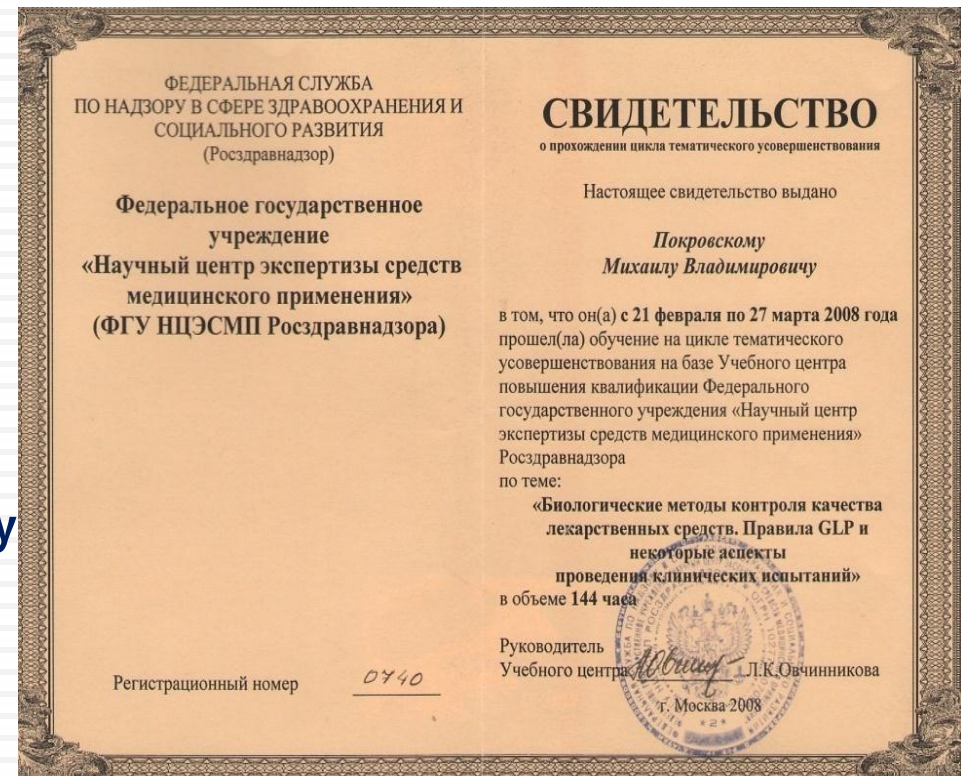 ФЕДЕРАЛЬНАЯ СЛУЖБА
ПО НАДЗОРУ В СФЕРЕ ЗДРАВООХРАНЕНИЯ И
СОЦИАЛЬНОГО РАЗВИТИЯ
(Росздравнадзор)
Федеральное государственное
учреждение
«Научный центр экспертизы средств
медицинского применения»
(ФГУ НЦЭСМП Росздравнадзора)
Регистрационный номер 0740
СВИДЕТЕЛЬСТВО
о прохождении цикла тематического усовершенствования
Настоящее свидетельство выдано
Покровскому
Михаилу Владимировичу
в том, что он(а) с 21 февраля по 27 марта 2008 года
прошел(ла) обучение на цикле тематического
усовершенствования на базе Учебного центра
повышения квалификации Федерального
государственного учреждения «Научный центр
экспертизы средств медицинского применения»
Росздравнадзора
по теме:
«Биологические методы контроля качества
лекарственных средств. Правила GLP и
некоторые аспекты
проведения клинических испытаний»
в объеме 144 часа
Руководитель
Учебного центра Л.К.Овчинникова
г. Москва 2008
у